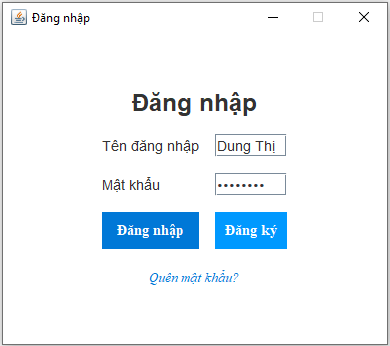 Đăng nhập
Đăng nhập
Tên đăng nhập Dung Thị
Mật khẩu ••••••••
Đăng nhập Đăng ký
Quên mật khẩu?